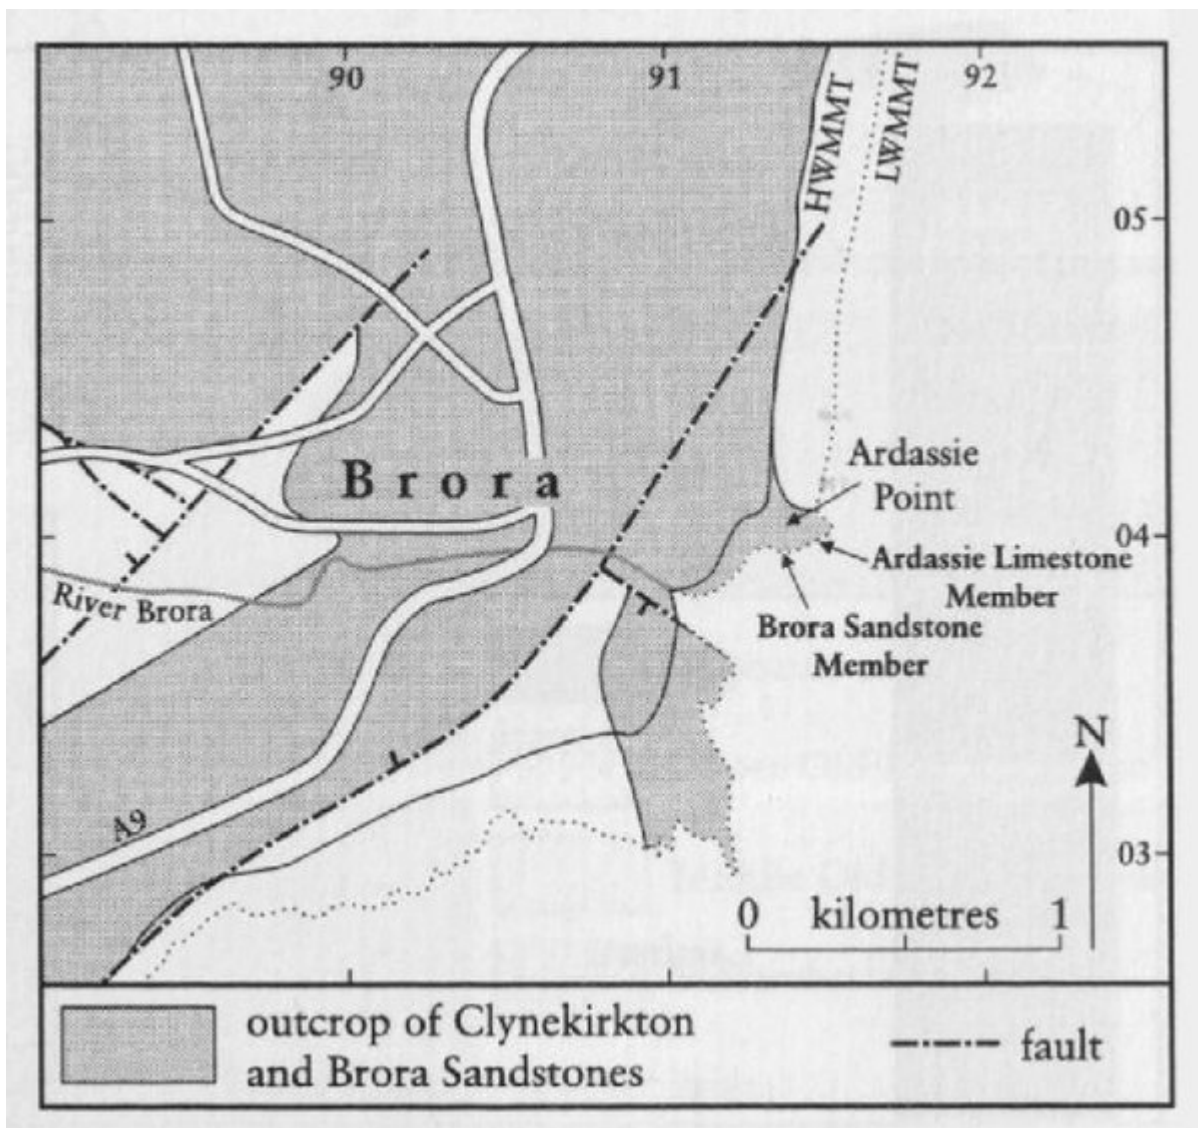 90
91
92
HWMMT
LWMMT
05
Ardassie
Point
Brora
04
Ardassie Limestone
Member
River Brora
Brora Sandstone
Member
N
A9
03
0 kilometres 1
outcrop of Clynekirkton
and Brora Sandstones
fault